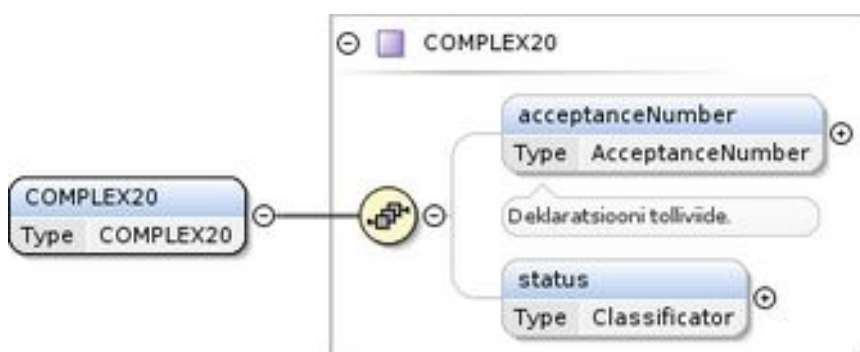 COMPLEX20
acceptanceNumber
Type AcceptanceNumber
Deklaratsiooni tolliviide.
COMPLEX20
Type COMPLEX20
status
Type Classificator